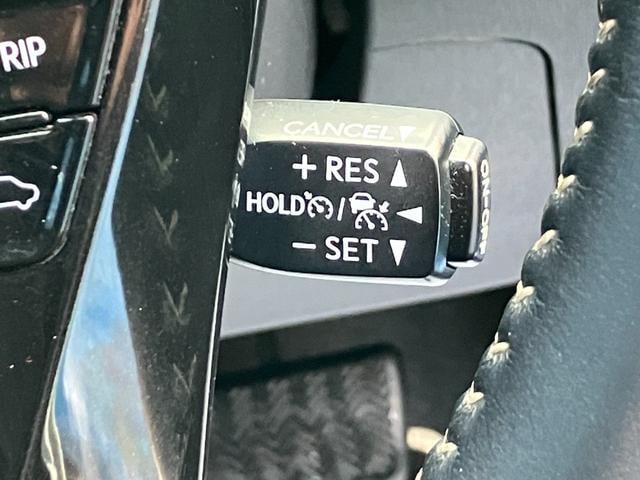 RIP
CANCEL▼
+ RES ▲
HOLD / ◄
− SET ▼
ON-OFF